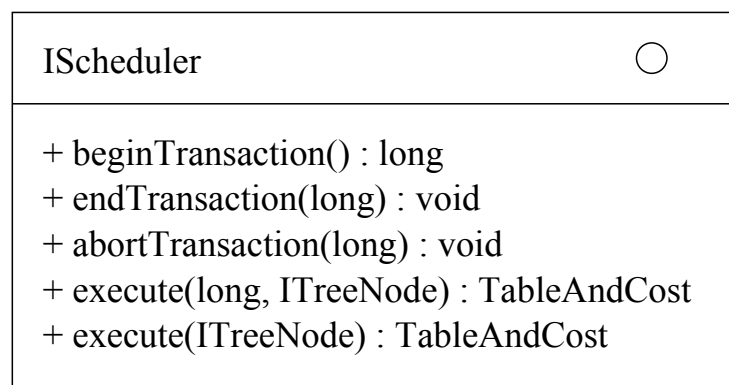 IScheduler
+ beginTransaction() : long
+ endTransaction(long) : void
+ abortTransaction(long) : void
+ execute(long, ITreeNode) : TableAndCost
+ execute(ITreeNode) : TableAndCost